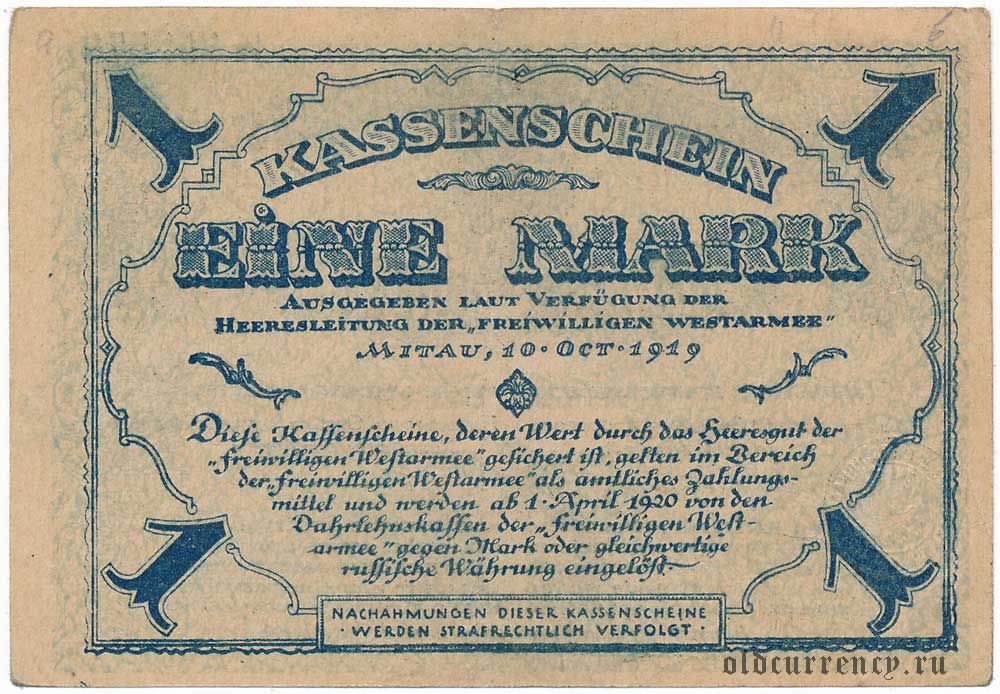 1 1
KASSENSCHEIN
EINE MARK
AUSGEGEBEN LAUT VERFÜGUNG DER
HEERESLEITUNG DER „FREIWILLIGEN WESTARMEE"
MITAU, 10·OCT·1919
Diese Kassenscheine, deren Wert durch das Heeresgut der
„Freiwilligen Westarmee" gesichert ist, gelten im Bereich
der „Freiwilligen Westarmee" als amtliches Zahlungs-
mittel und werden ab 1·April 1920 von den
Dahrlehnskassen der „Freiwilligen West-
armee" gegen Mark oder gleichwertige
russische Währung eingelöst
1 1
NACHAHMUNGEN DIESER KASSENSCHEINE
· WERDEN STRAFRECHTLICH VERFOLGT ·
oldcurrency.ru